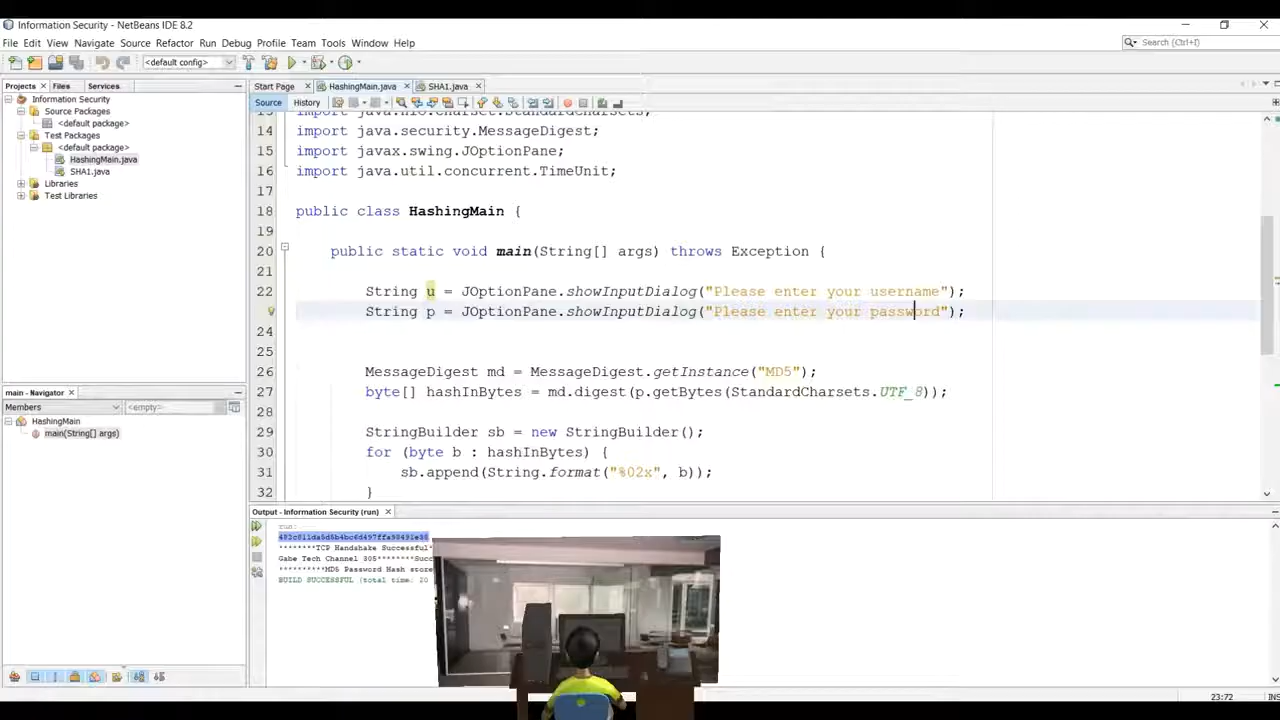 Information Security - NetBeans IDE 8.2
File Edit View Navigate Source Refactor Run Debug Profile Team Tools Window Help
Search (Ctrl+I)
<default config>
Projects Files Services
Start Page HashingMain.java SHA1.java
Source History
Information Security
Source Packages
<default package>
Test Packages
<default package>
HashingMain.java
SHA1.java
Libraries
Test Libraries
13 import java.nio.charset.StandardCharsets;
14 import java.security.MessageDigest;
15 import javax.swing.JOptionPane;
16 import java.util.concurrent.TimeUnit;
17
18 public class HashingMain {
19
20 public static void main(String[] args) throws Exception {
21
22 String u = JOptionPane.showInputDialog("Please enter your username");
String p = JOptionPane.showInputDialog("Please enter your password");
24
25
26 MessageDigest md = MessageDigest.getInstance("MD5");
27 byte[] hashInBytes = md.digest(p.getBytes(StandardCharsets.UTF_8));
28
29 StringBuilder sb = new StringBuilder();
30 for (byte b : hashInBytes) {
31 sb.append(String.format("%02x", b));
32 }
main - Navigator
Members <empty>
HashingMain
main(String[] args)
Output - Information Security (run)
run:
********TCP Handshake Successful*
Gabe Tech Channel 305********Succ
********MD5 Password Hash store
BUILD SUCCESSFUL (total time: 20
23:72 INS